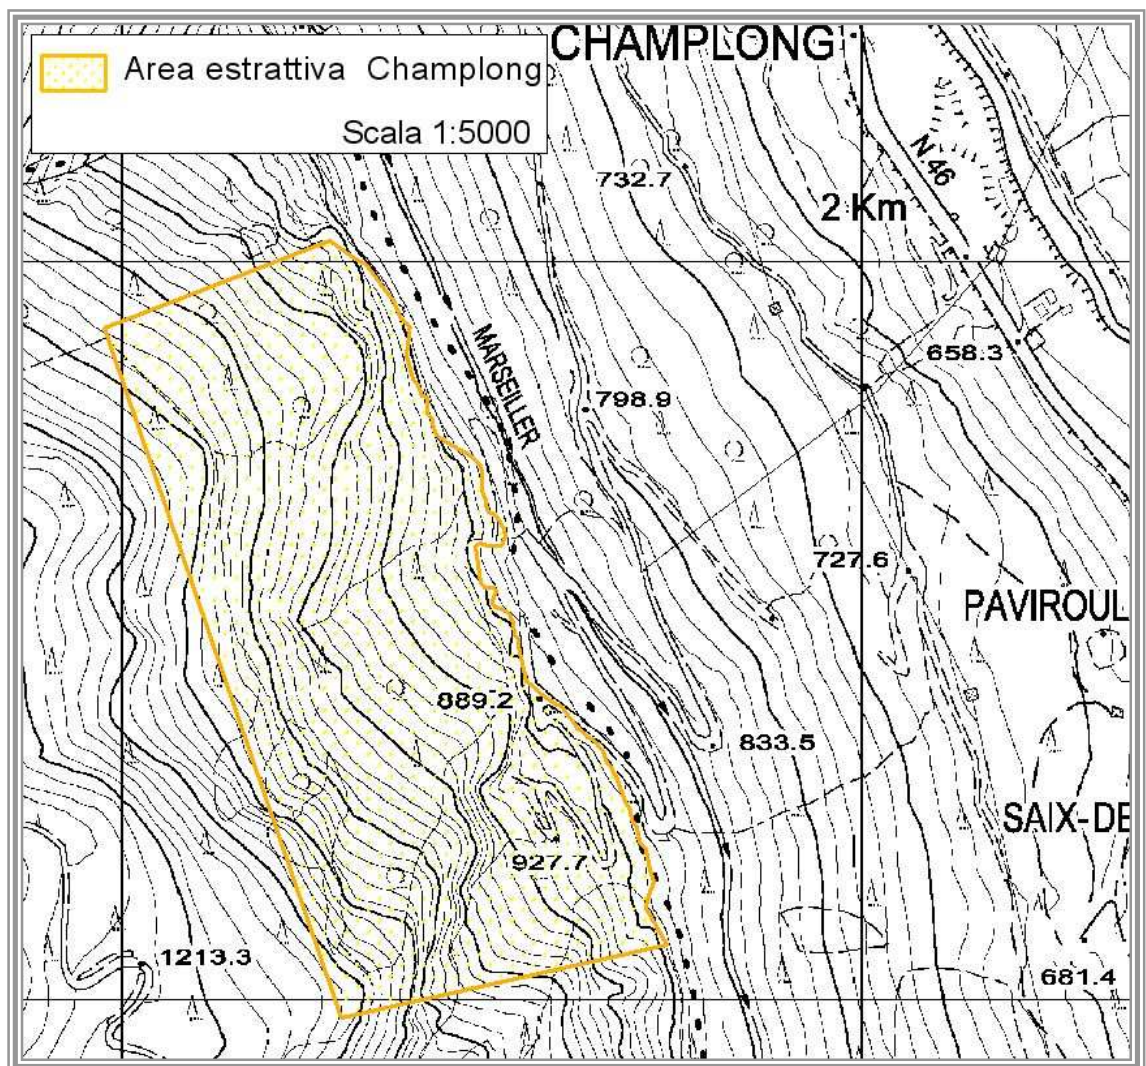 CHAMPLONG
Area estrattiva Champlong
Scala 1:5000
N 46
732.7
2 Km
MARSEILLER
658.3
798.9
727.6
PAVIROUL
889.2
833.5
SAIX-DE
927.7
1213.3
681.4